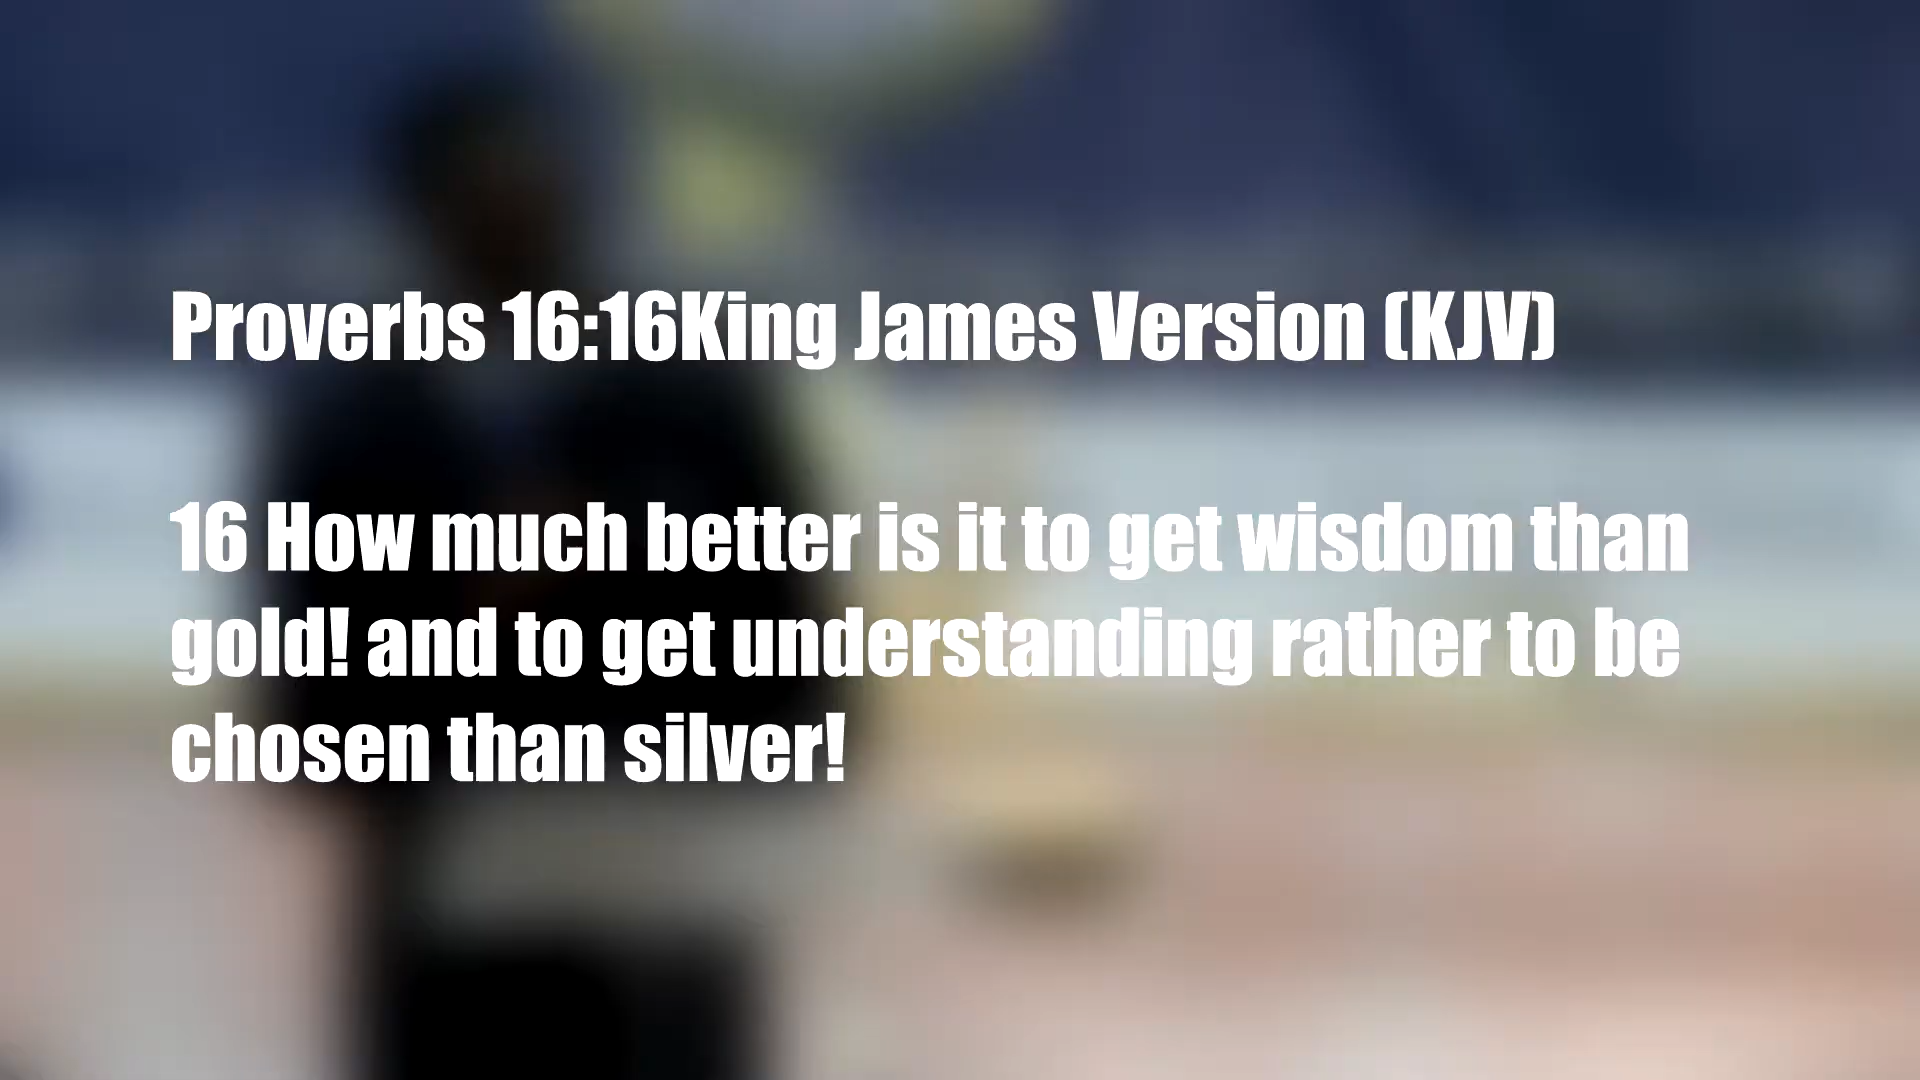 Proverbs 16:16King James Version (KJV)
16 How much better is it to get wisdom than
gold! and to get understanding rather to be
chosen than silver!